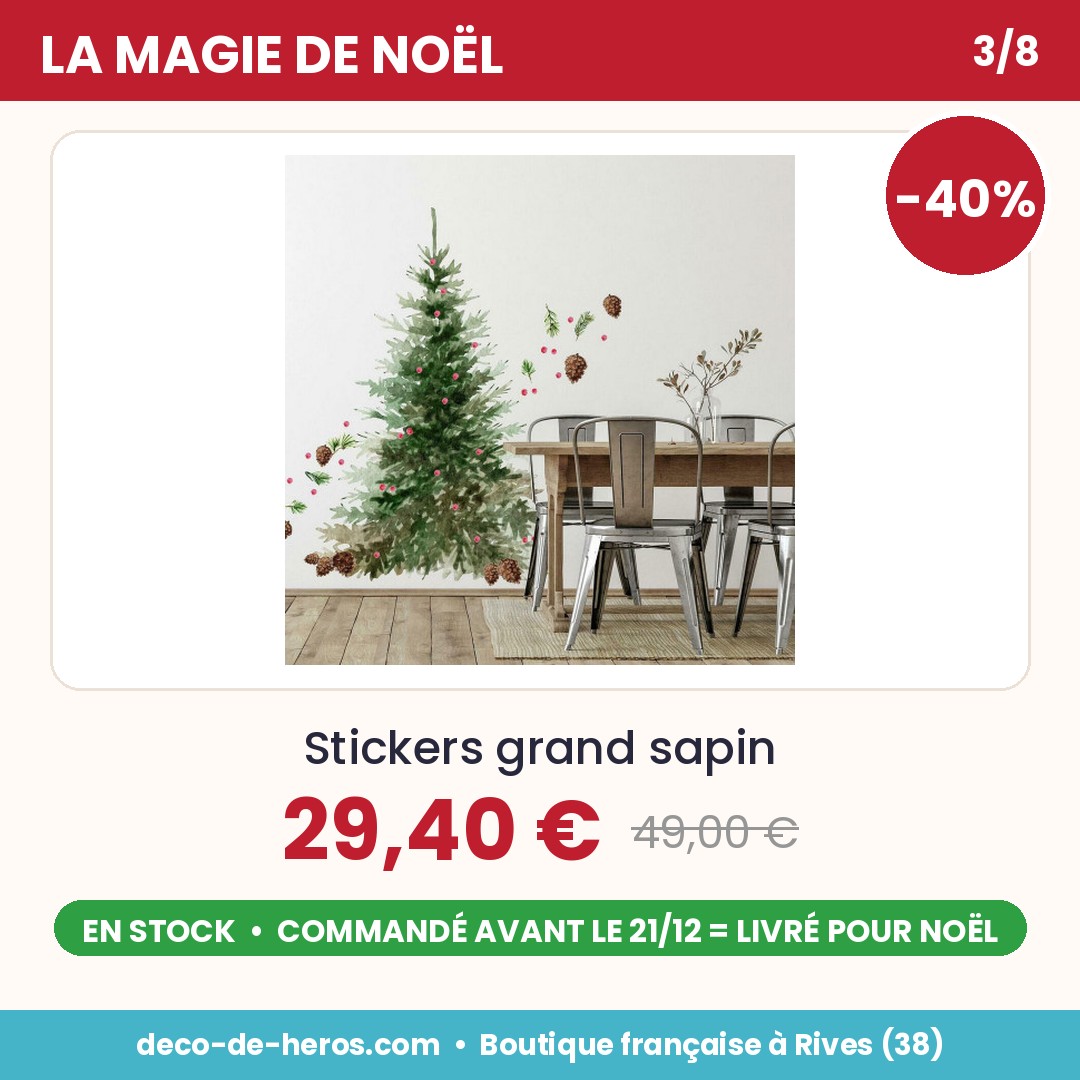 LA MAGIE DE NOËL
3/8
-40%
Stickers grand sapin
29,40 € 49,00 €
EN STOCK • COMMANDÉ AVANT LE 21/12 = LIVRÉ POUR NOËL
deco-de-heros.com • Boutique française à Rives (38)